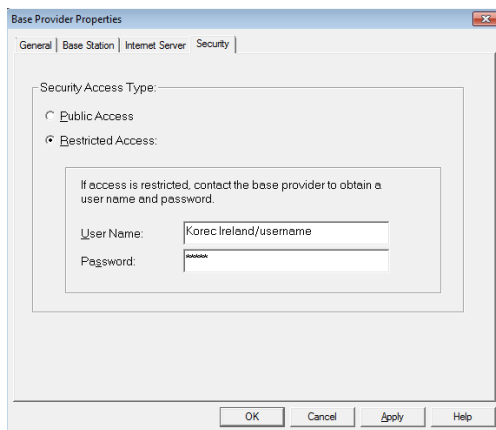 Base Provider Properties
General Base Station Internet Server Security
Security Access Type:
Public Access
Restricted Access:
If access is restricted, contact the base provider to obtain a
user name and password.
User Name: Korec Ireland/username
Password: *****
OK Cancel Apply Help